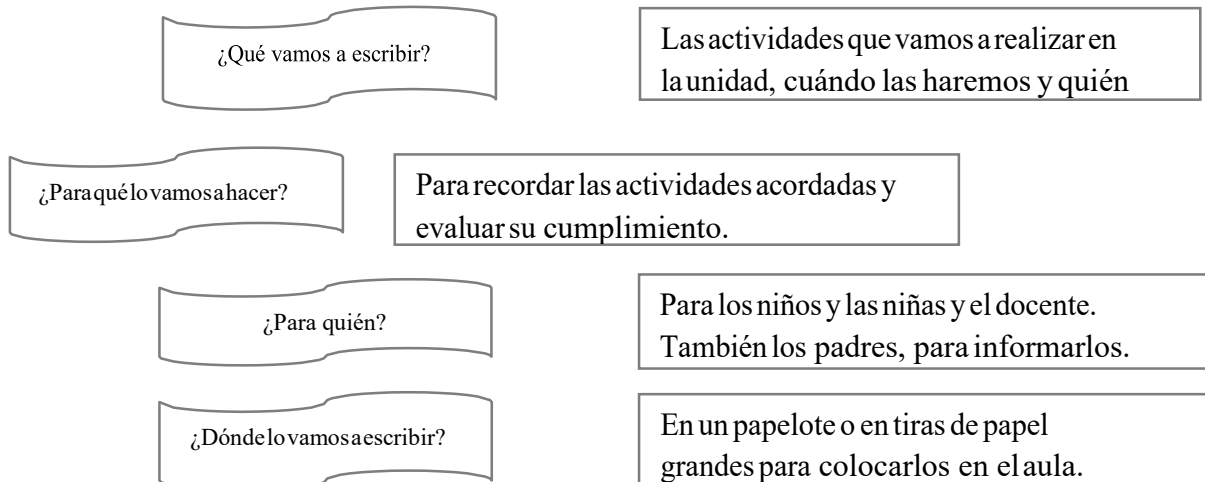 ¿Qué vamos a escribir?
Las actividades que vamos a realizar en
la unidad, cuándo las haremos y quién
¿Para qué lo vamos a hacer?
Para recordar las actividades acordadas y
evaluar su cumplimiento.
¿Para quién?
Para los niños y las niñas y el docente.
También los padres, para informarlos.
¿Dónde lo vamos a escribir?
En un papelote o en tiras de papel
grandes para colocarlos en el aula.